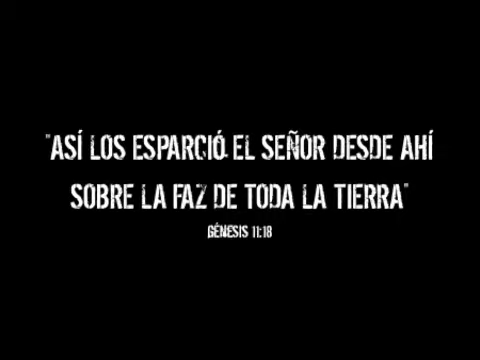 "ASÍ LOS ESPARCIÓ EL SEÑOR DESDE AHÍ
SOBRE LA FAZ DE TODA LA TIERRA"
GÉNESIS 11:18